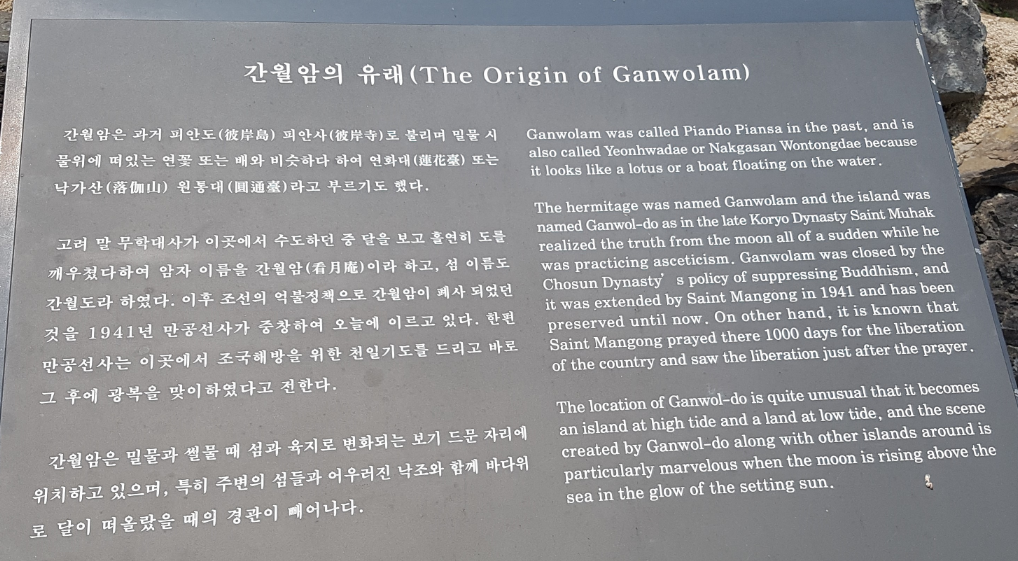 간월암의 유래(The Origin of Ganwolam)
간월암은 과거 피안도(彼岸島) 피안사(彼岸寺)로 불리며 밀물 시
물위에 떠있는 연꽃 또는 배와 비슷하다 하여 연화대(蓮花臺) 또는
낙가산(落伽山) 원통대(圓通臺)라고 부르기도 했다.
고려 말 무학대사가 이곳에서 수도하던 중 달을 보고 홀연히 도를
깨우쳤다하여 암자 이름을 간월암(看月庵)이라 하고, 섬 이름도
간월도라 하였다. 이후 조선의 억불정책으로 간월암이 폐사 되었던
것을 1941년 만공선사가 중창하여 오늘에 이르고 있다. 한편
만공선사는 이곳에서 조국해방을 위한 천일기도를 드리고 바로
그 후에 광복을 맞이하였다고 전한다.
간월암은 밀물과 썰물 때 섬과 육지로 변화되는 보기 드문 자리에
위치하고 있으며, 특히 주변의 섬들과 어우러진 낙조와 함께 바다위
로 달이 떠올랐을 때의 경관이 빼어나다.
Ganwolam was called Piando Piansa in the past, and is
also called Yeonhwadae or Nakgasan Wontongdae because
it looks like a lotus or a boat floating on the water.
The hermitage was named Ganwolam and the island was
named Ganwol-do as in the late Koryo Dynasty Saint Muhak
realized the truth from the moon all of a sudden while he
was practicing asceticism. Ganwolam was closed by the
Chosun Dynasty's policy of suppressing Buddhism, and
it was extended by Saint Mangong in 1941 and has been
preserved until now. On other hand, it is known that
Saint Mangong prayed there 1000 days for the liberation
of the country and saw the liberation just after the prayer.
The location of Ganwol-do is quite unusual that it becomes
an island at high tide and a land at low tide, and the scene
created by Ganwol-do along with other islands around is
particularly marvelous when the moon is rising above the
sea in the glow of the setting sun.